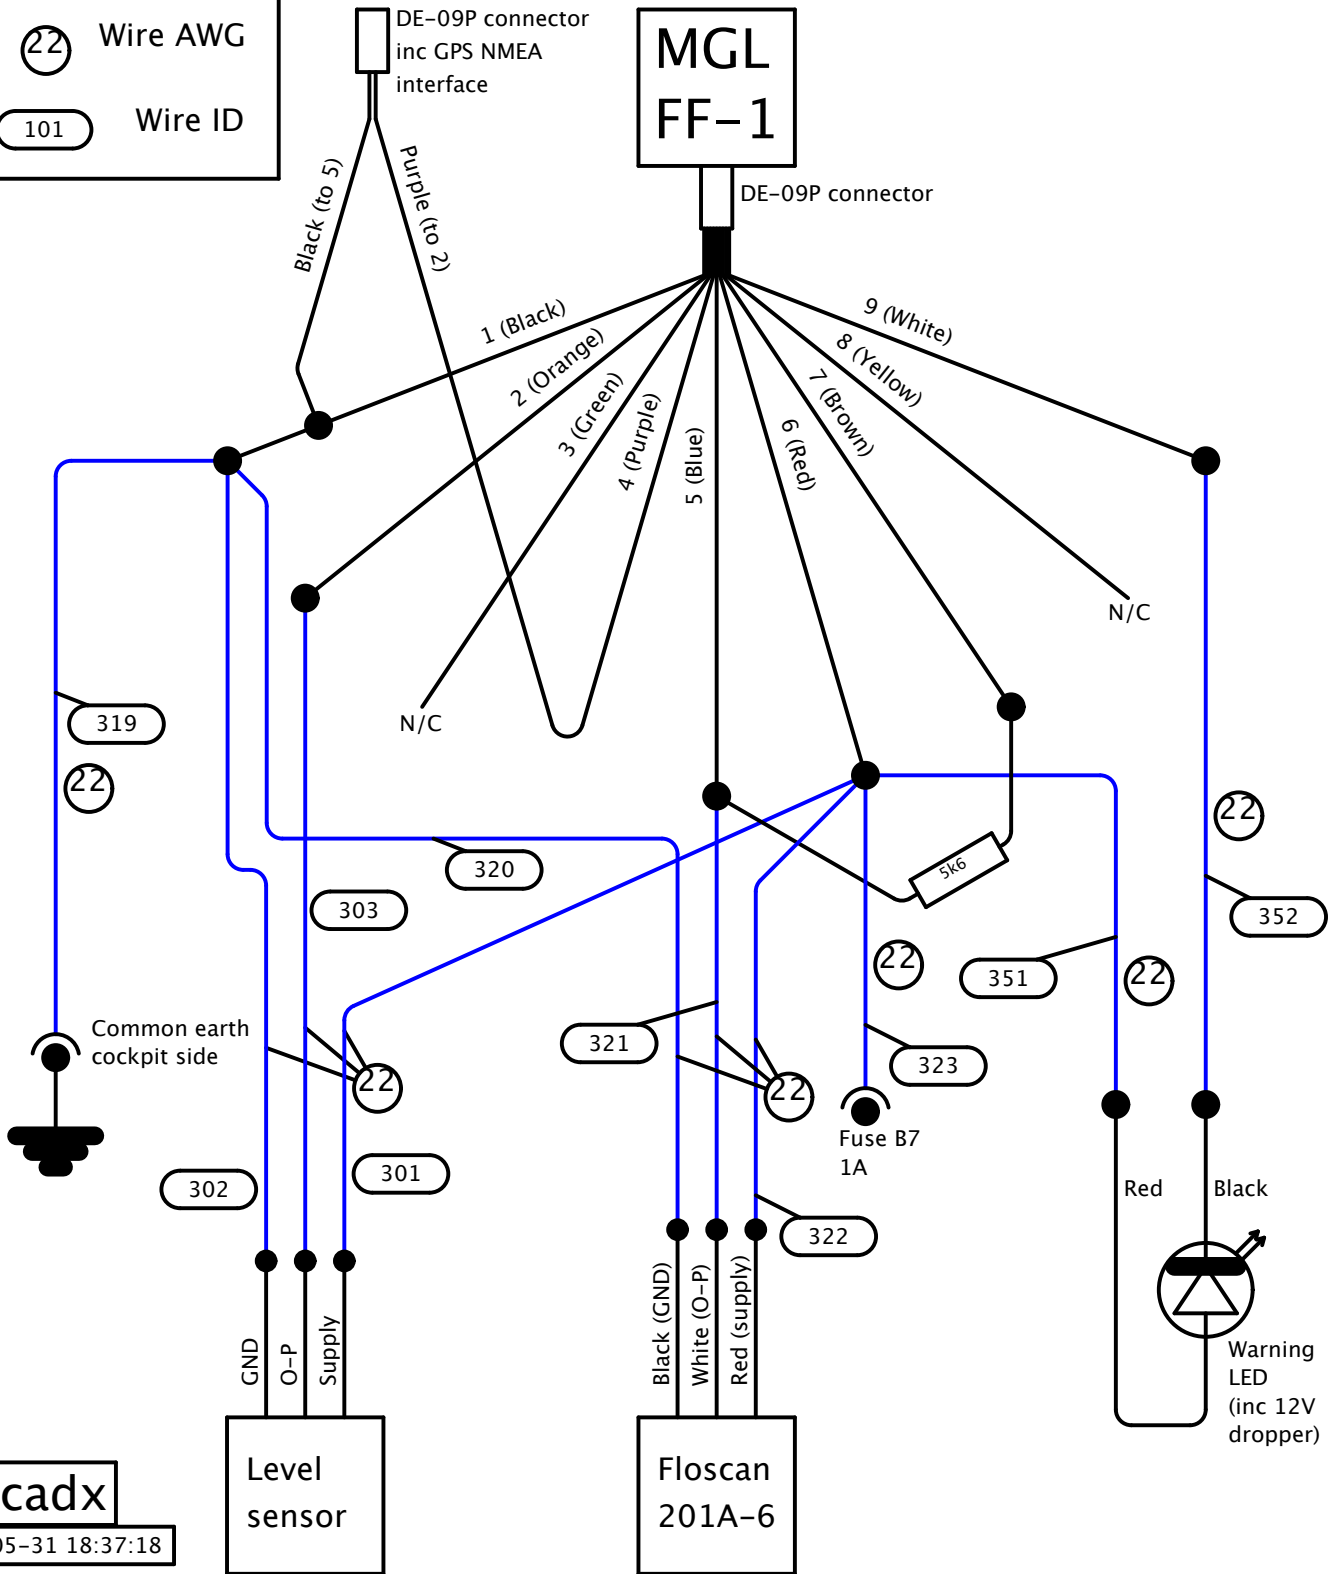 22
Wire AWG
101
Wire ID
DE-09P connector
inc GPS NMEA
interface
MGL
FF-1
DE-09P connector
Black (to 5)
Purple (to 2)
1 (Black)
2 (Orange)
3 (Green)
4 (Purple)
5 (Blue)
6 (Red)
7 (Brown)
8 (Yellow)
9 (White)
N/C
N/C
319
22
320
303
5k6
22
352
22
351
22
321
323
Common earth
cockpit side
22
22
Fuse B7
1A
302
301
322
Red
Black
GND
O-P
Supply
Black (GND)
White (O-P)
Red (supply)
Warning
LED
(inc 12V
dropper)
Level
sensor
Floscan
201A-6
cadx
05-31 18:37:18